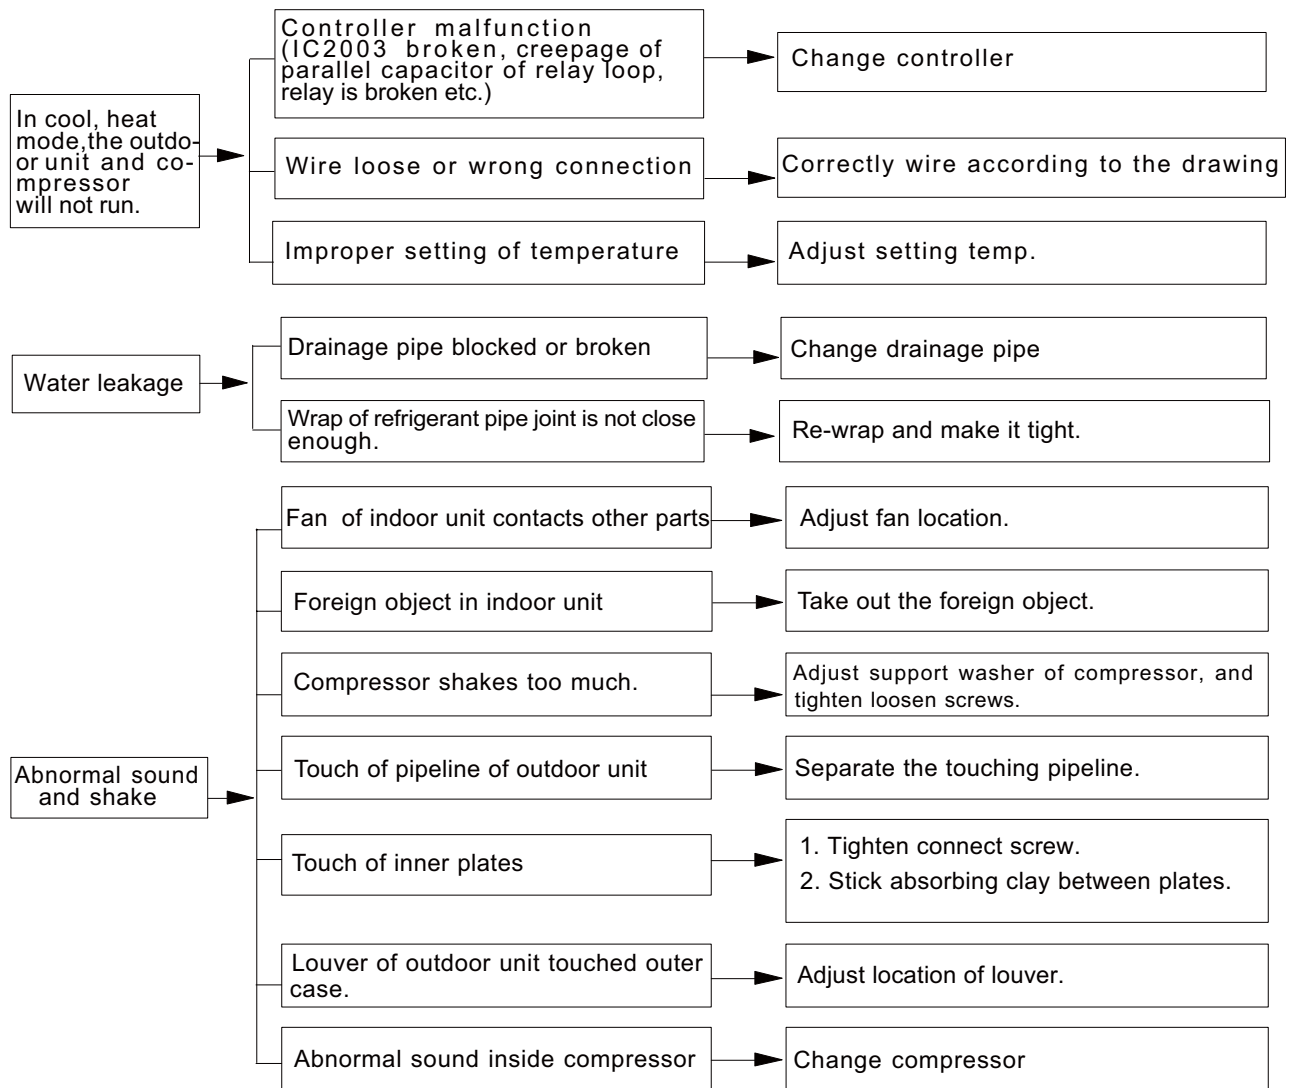 Controller malfunction
(IC2003 broken, creepage of
parallel capacitor of relay loop,
relay is broken etc.)
Change controller
In cool, heat
mode,the outdo-
or unit and co-
mpressor
will not run.
Wire loose or wrong connection
Correctly wire according to the drawing
Improper setting of temperature
Adjust setting temp.
Water leakage
Drainage pipe blocked or broken
Change drainage pipe
Wrap of refrigerant pipe joint is not close
enough.
Re-wrap and make it tight.
Abnormal sound
and shake
Fan of indoor unit contacts other parts
Adjust fan location.
Foreign object in indoor unit
Take out the foreign object.
Compressor shakes too much.
Adjust support washer of compressor, and
tighten loosen screws.
Touch of pipeline of outdoor unit
Separate the touching pipeline.
Touch of inner plates
1. Tighten connect screw.
2. Stick absorbing clay between plates.
Louver of outdoor unit touched outer
case.
Adjust location of louver.
Abnormal sound inside compressor
Change compressor